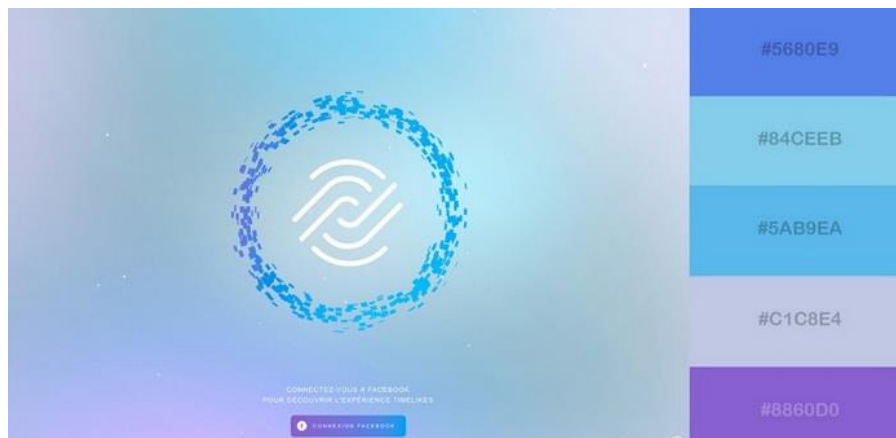 #5680E9
#84CEEB
#5AB9EA
#C1C8E4
#8860D0
CONNECTEZ-VOUS A FACEBOOK
POUR DÉCOUVRIR L'EXPÉRIENCE TIMELIKES
f CONNEXION FACEBOOK